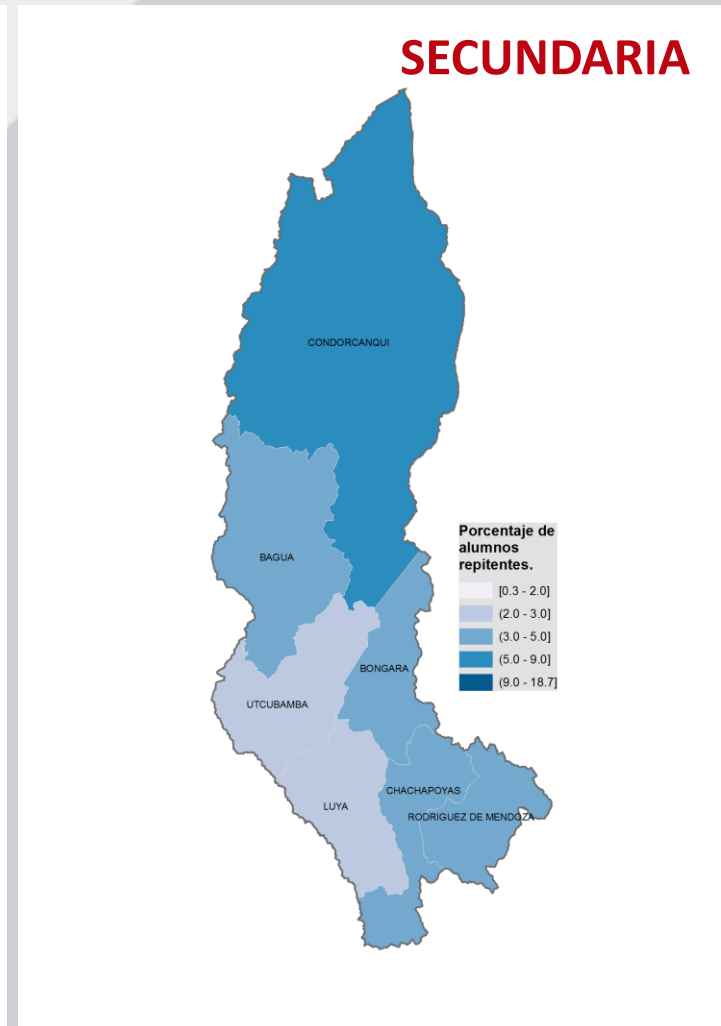 SECUNDARIA
CONDORCANQUI
BAGUA
BONGARA
UTCUBAMBA
LUYA
CHACHAPOYAS
RODRIGUEZ DE MENDOZA
Porcentaje de
alumnos
repitentes.
[0.3 - 2.0]
(2.0 - 3.0]
(3.0 - 5.0]
(5.0 - 9.0]
(9.0 - 18.7]